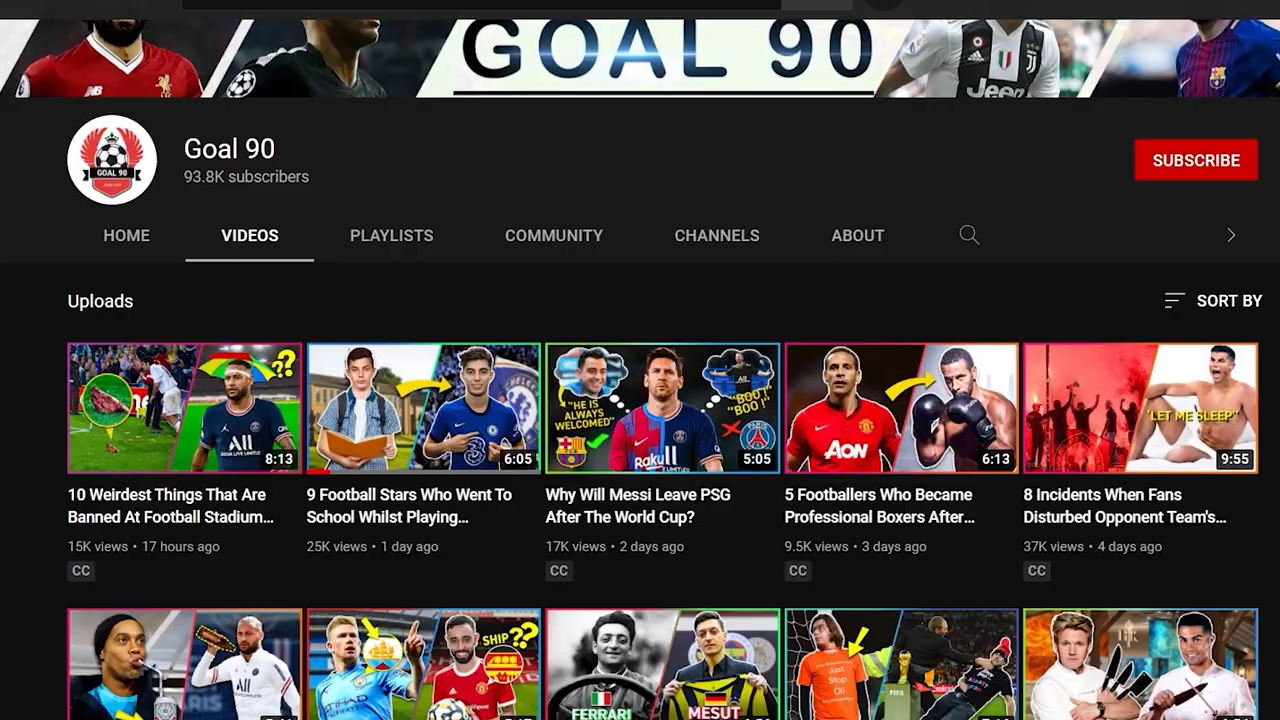 GOAL 90
Jeep
GOAL 90
Goal 90
93.8K subscribers
SUBSCRIBE
HOME
VIDEOS
PLAYLISTS
COMMUNITY
CHANNELS
ABOUT
Uploads
SORT BY
??
8:13
6:05
"HE IS
ALWAYS
WELCOMED"
"BOO!"
"BOO!"
5:05
AON
6:13
"LET ME SLEEP"
9:55
10 Weirdest Things That Are
Banned At Football Stadium...
15K views • 17 hours ago
CC
9 Football Stars Who Went To
School Whilst Playing...
25K views • 1 day ago
Why Will Messi Leave PSG
After The World Cup?
17K views • 2 days ago
CC
5 Footballers Who Became
Professional Boxers After...
9.5K views • 3 days ago
CC
8 Incidents When Fans
Disturbed Opponent Team's...
37K views • 4 days ago
CC
SHIP??
FERRARI
MESUT
Just
Stop
Oil
FIFA